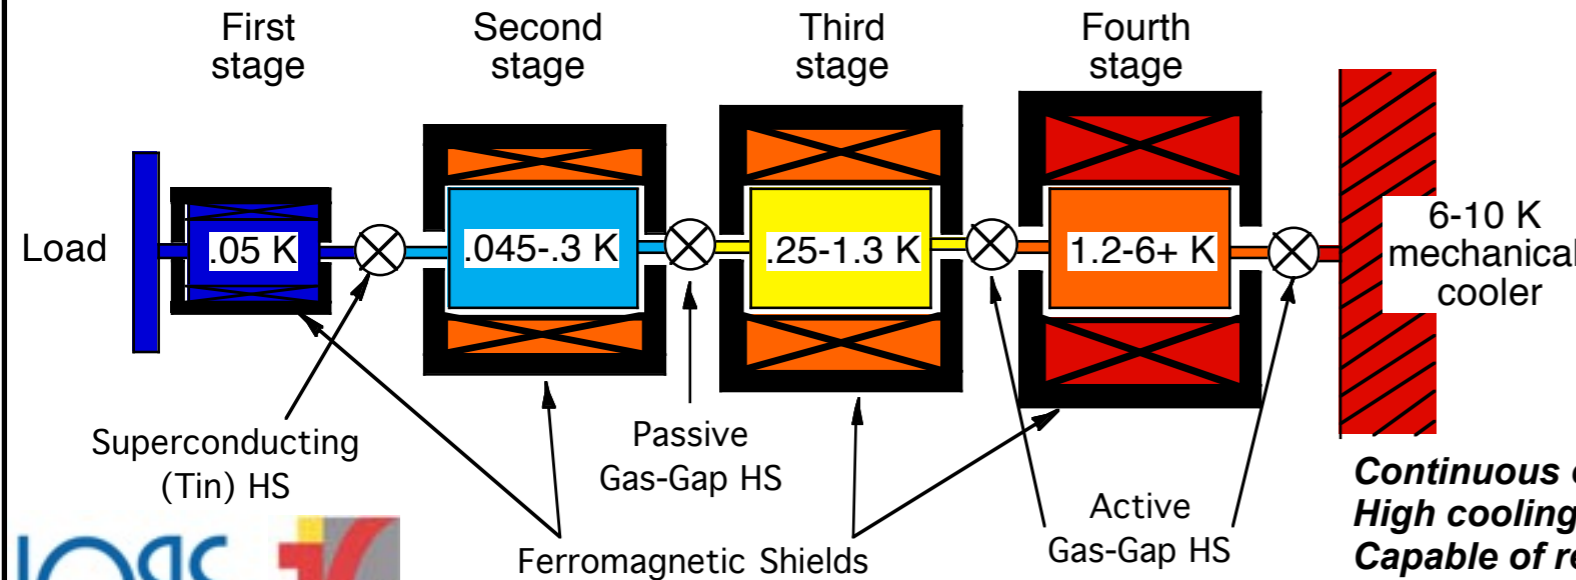 First
stage
Second
stage
Third
stage
Fourth
stage
Load
.05 K
.045-.3 K
.25-1.3 K
1.2-6+ K
6-10 K
mechanical
cooler
Superconducting
(Tin) HS
Passive
Gas-Gap HS
Active
Gas-Gap HS
Ferromagnetic Shields
Continuous
High cooling
Capable of